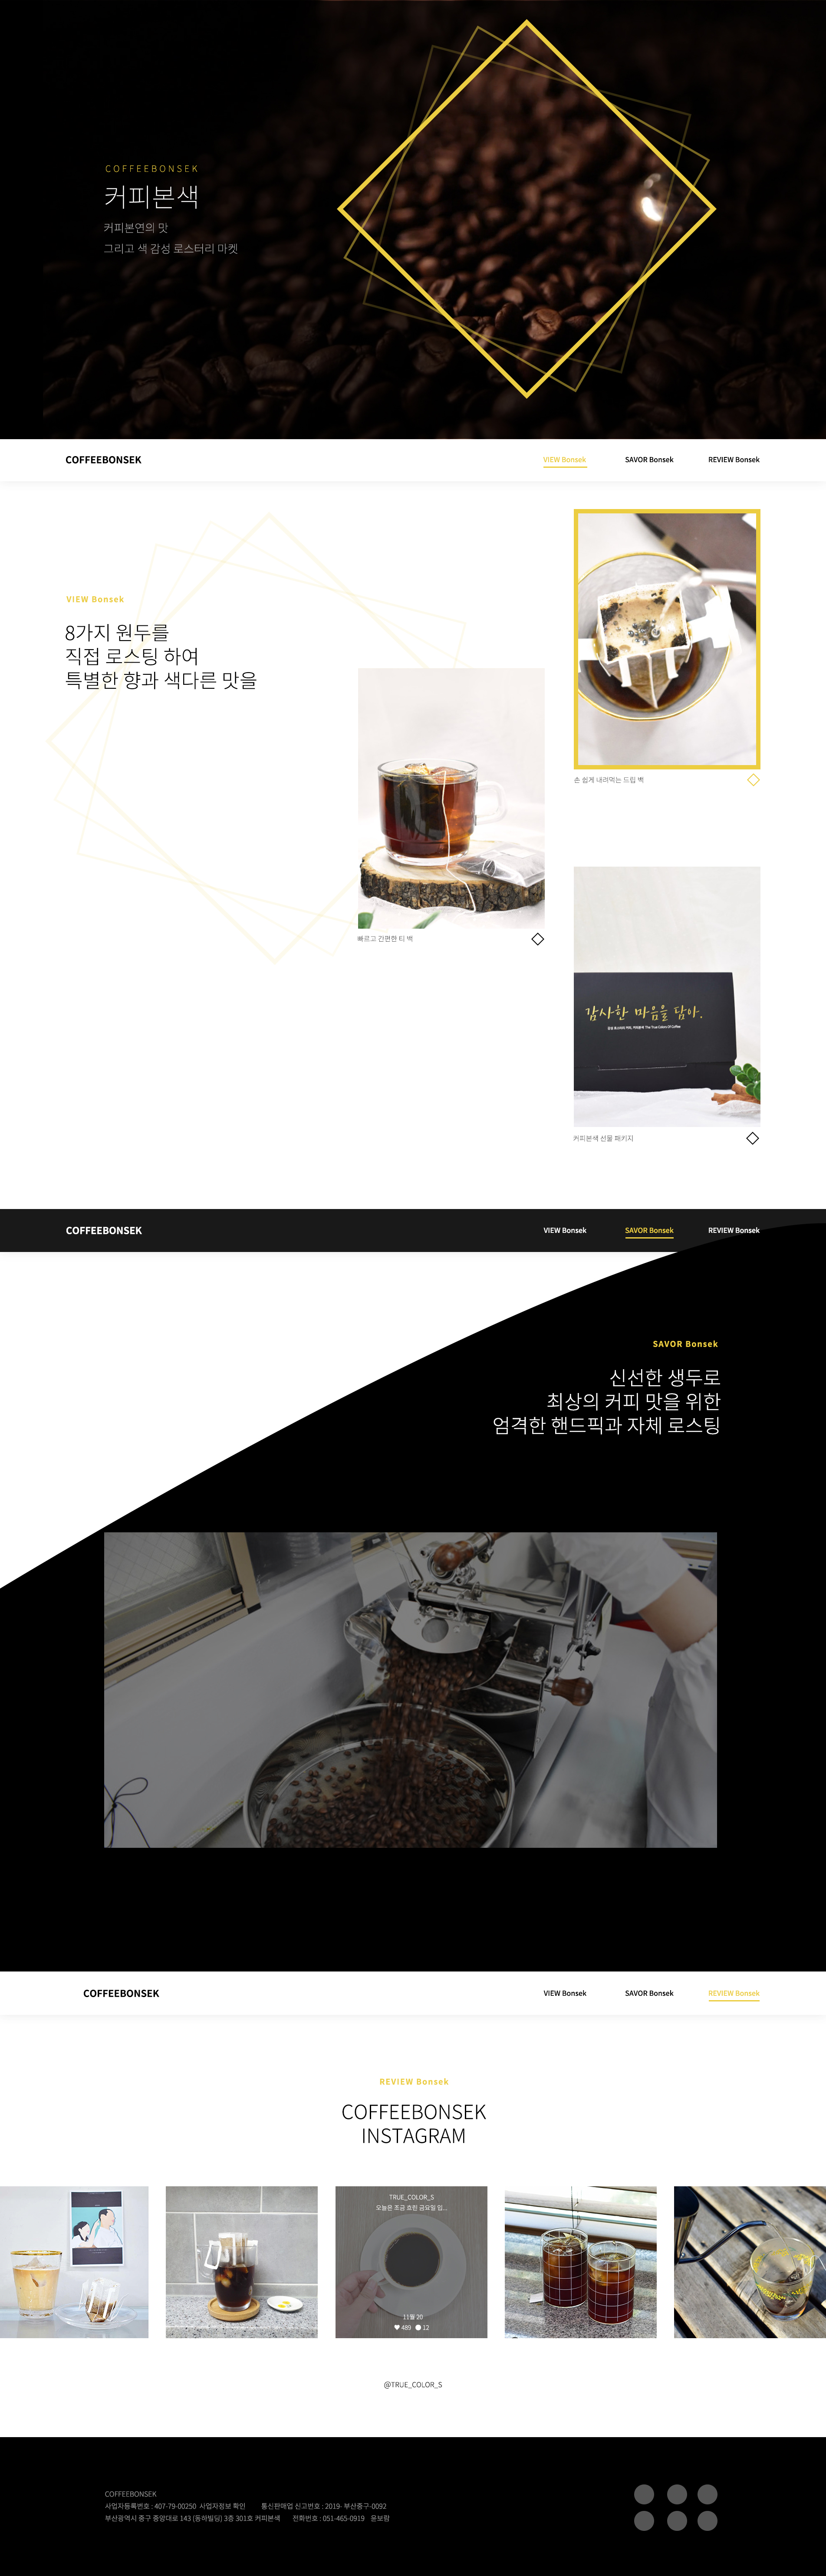 COFFEEBONSEK
커피본색
커피본연의 맛
그리고 색 감성 로스터리 마켓
COFFEEBONSEK
VIEW Bonsek
SAVOR Bonsek
REVIEW Bonsek
VIEW Bonsek
8가지 원두를
직접 로스팅 하여
특별한 향과 색다른 맛을
손 쉽게 내려먹는 드립 백
빠르고 간편한 티 백
감사한 마음을 담아.
The True Colors Of Coffee
커피본색 선물 패키지
COFFEEBONSEK
VIEW Bonsek
SAVOR Bonsek
REVIEW Bonsek
SAVOR Bonsek
신선한 생두로
최상의 커피 맛을 위한
엄격한 핸드픽과 자체 로스팅
COFFEEBONSEK
VIEW Bonsek
SAVOR Bonsek
REVIEW Bonsek
REVIEW Bonsek
COFFEEBONSEK
INSTAGRAM
TRUE_COLOR_S
오늘은 조금 흐린 금요일 입...
11월 20
489 12
@TRUE_COLOR_S
COFFEEBONSEK
사업자등록번호 : 407-79-00250 사업자정보 확인 통신판매업 신고번호 : 2019- 부산중구-0092
부산광역시 중구 중앙대로 143 (동하빌딩) 3층 301호 커피본색 전화번호 : 051-465-0919 윤보람